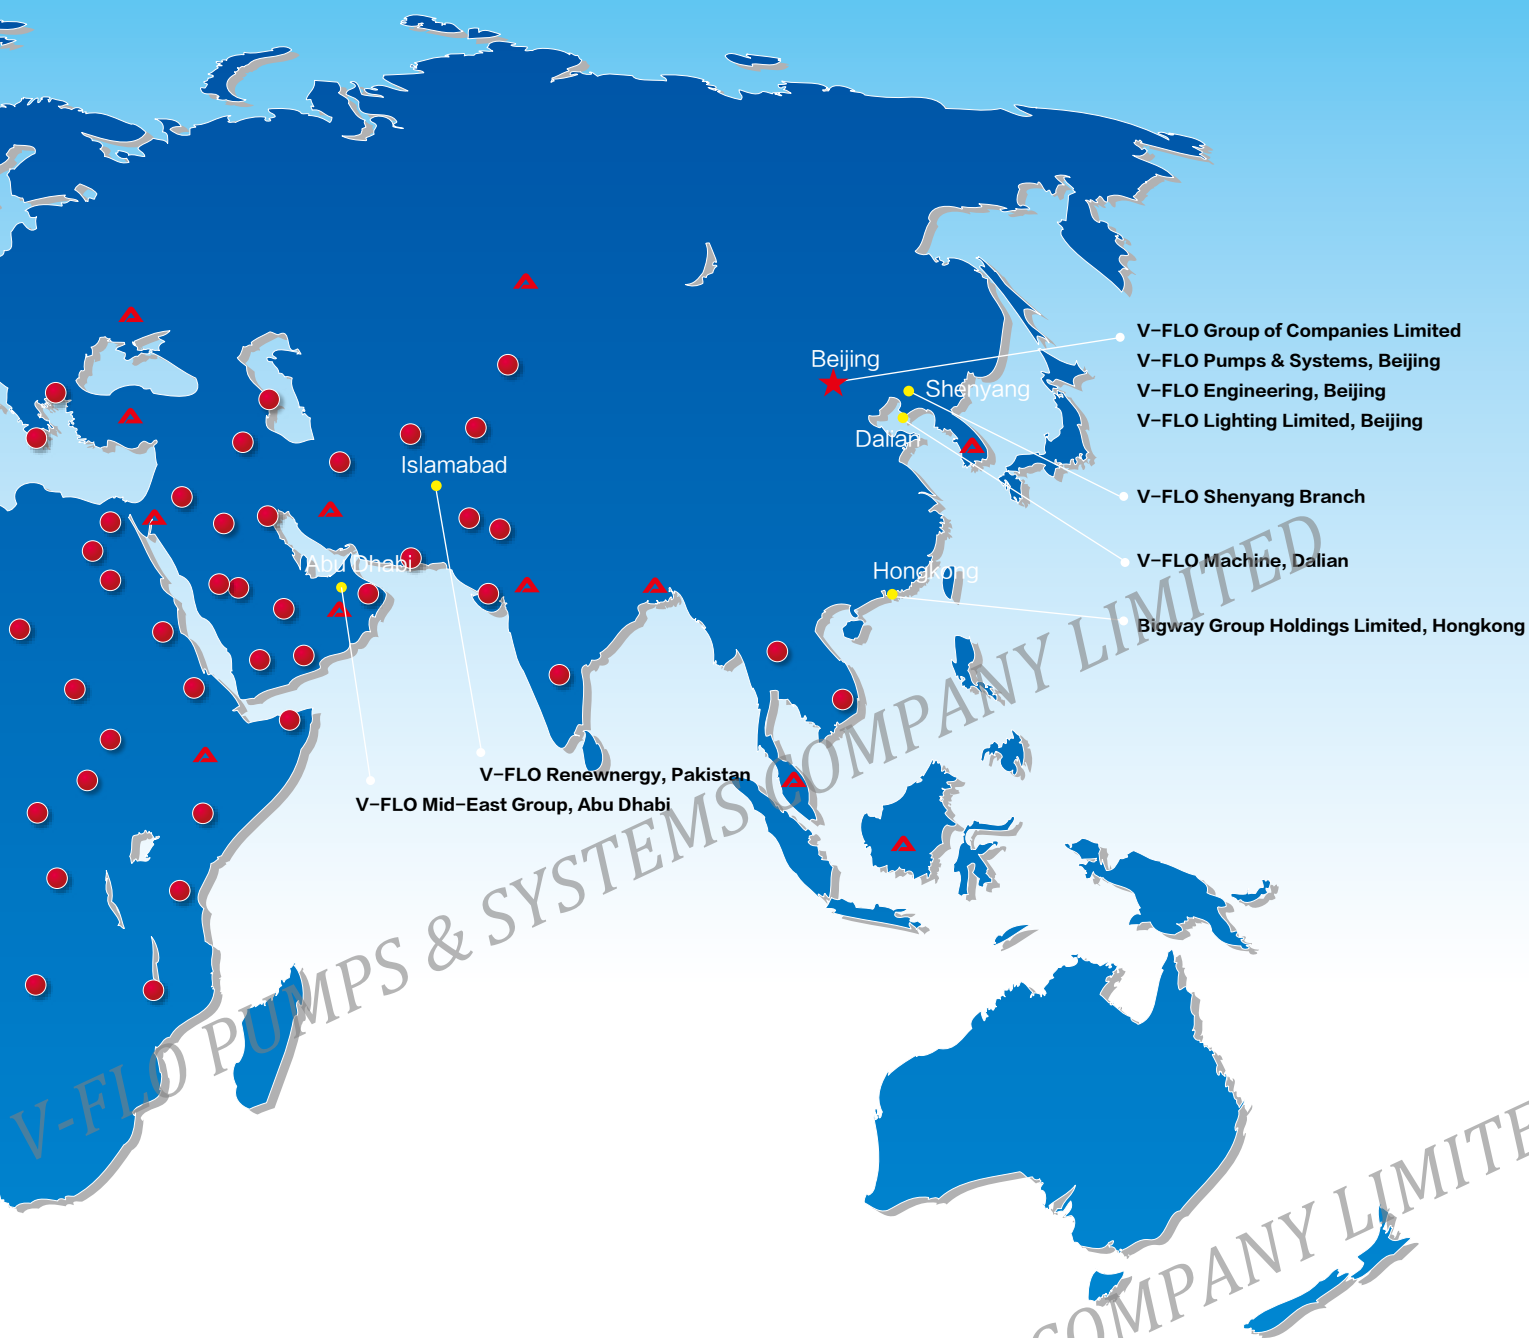 Beijing
Shenyang
Dalian
Islamabad
Abu Dhabi
Hongkong
V-FLO Group of Companies Limited
V-FLO Pumps & Systems, Beijing
V-FLO Engineering, Beijing
V-FLO Lighting Limited, Beijing
V-FLO Shenyang Branch
V-FLO Machine, Dalian
Bigway Group Holdings Limited, Hongkong
V-FLO Renewnergy, Pakistan
V-FLO Mid-East Group, Abu Dhabi
V-FLO PUMPS & SYSTEMS COMPANY LIMITED
COMPANY LIMITE